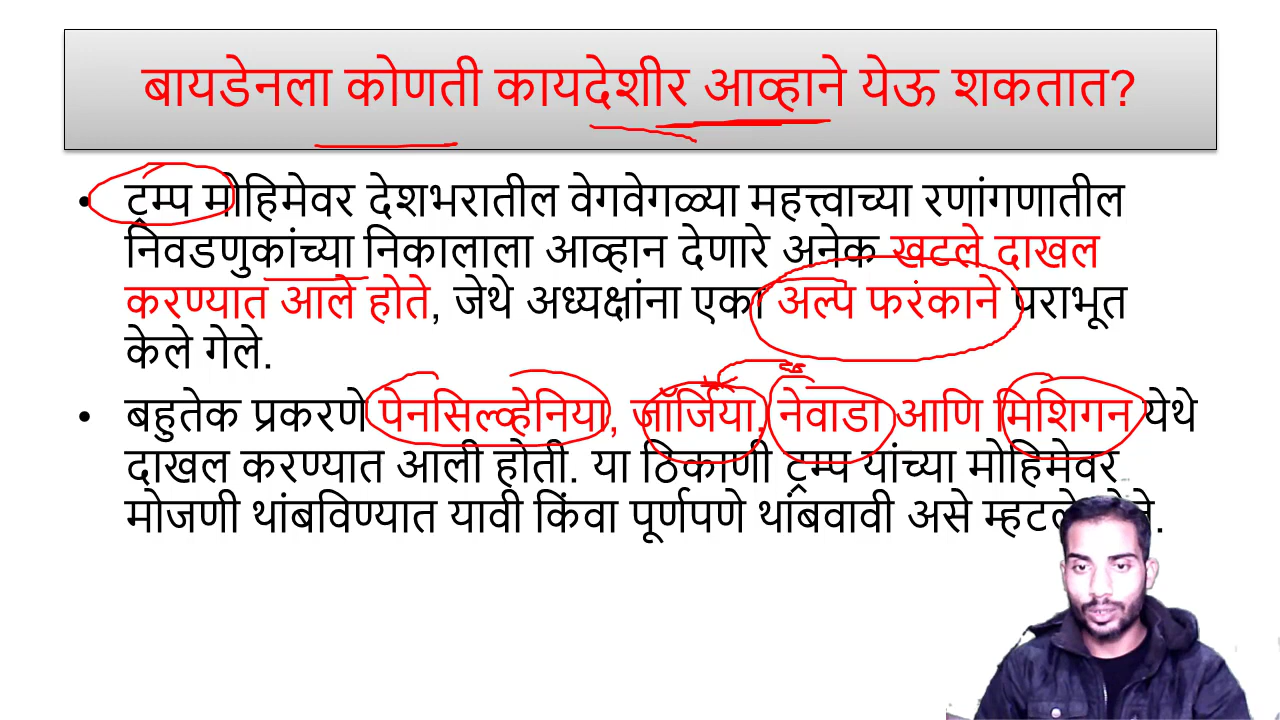 बायडेनला कोणती कायदेशीर आव्हाने येऊ शकतात?
• ट्रम्प मोहिमेवर देशभरातील वेगवेगळ्या महत्त्वाच्या रणांगणातील
निवडणुकांच्या निकालाला आव्हान देणारे अनेक खटले दाखल
करण्यात आले होते, जेथे अध्यक्षांना एका अल्प फरकाने पराभूत
केले गेले.
• बहुतेक प्रकरणे पेनसिल्व्हेनिया, जॉर्जिया, नेवाडा आणि मिशिगन येथे
दाखल करण्यात आली होती. या ठिकाणी ट्रम्प यांच्या मोहिमेवर
मोजणी थांबविण्यात यावी किंवा पूर्णपणे थांबवावी असे